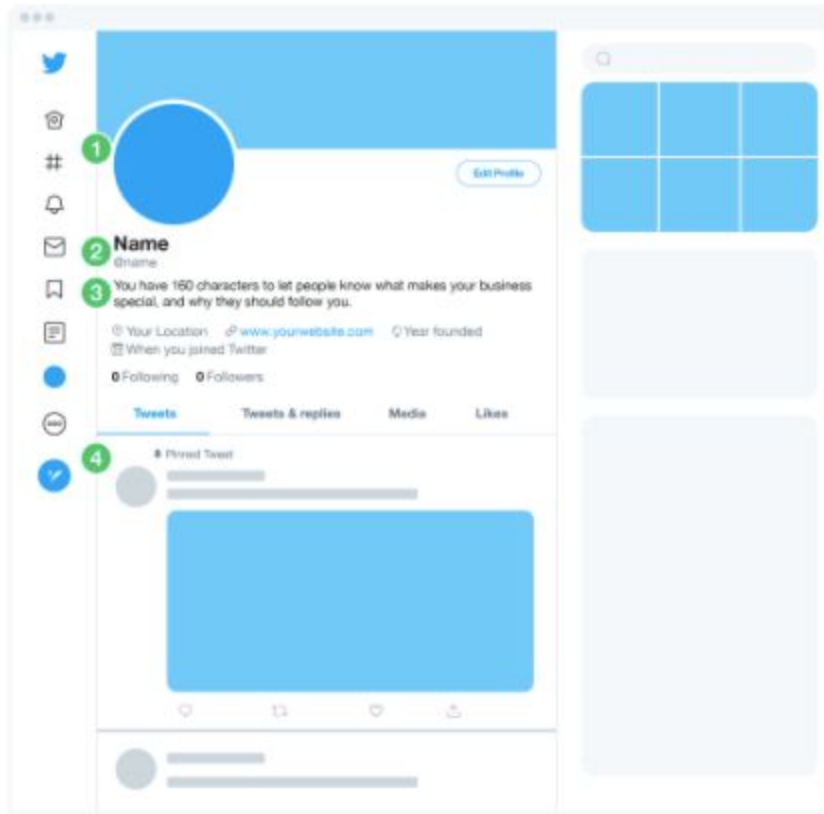 1
Edit Profile
2 Name
@name
3 You have 160 characters to let people know what makes your business
special, and why they should follow you.
Your Location www.yourwebsite.com Year founded
When you joined Twitter
0 Following 0 Followers
Tweets Tweets & replies Media Likes
4 Pinned Tweet